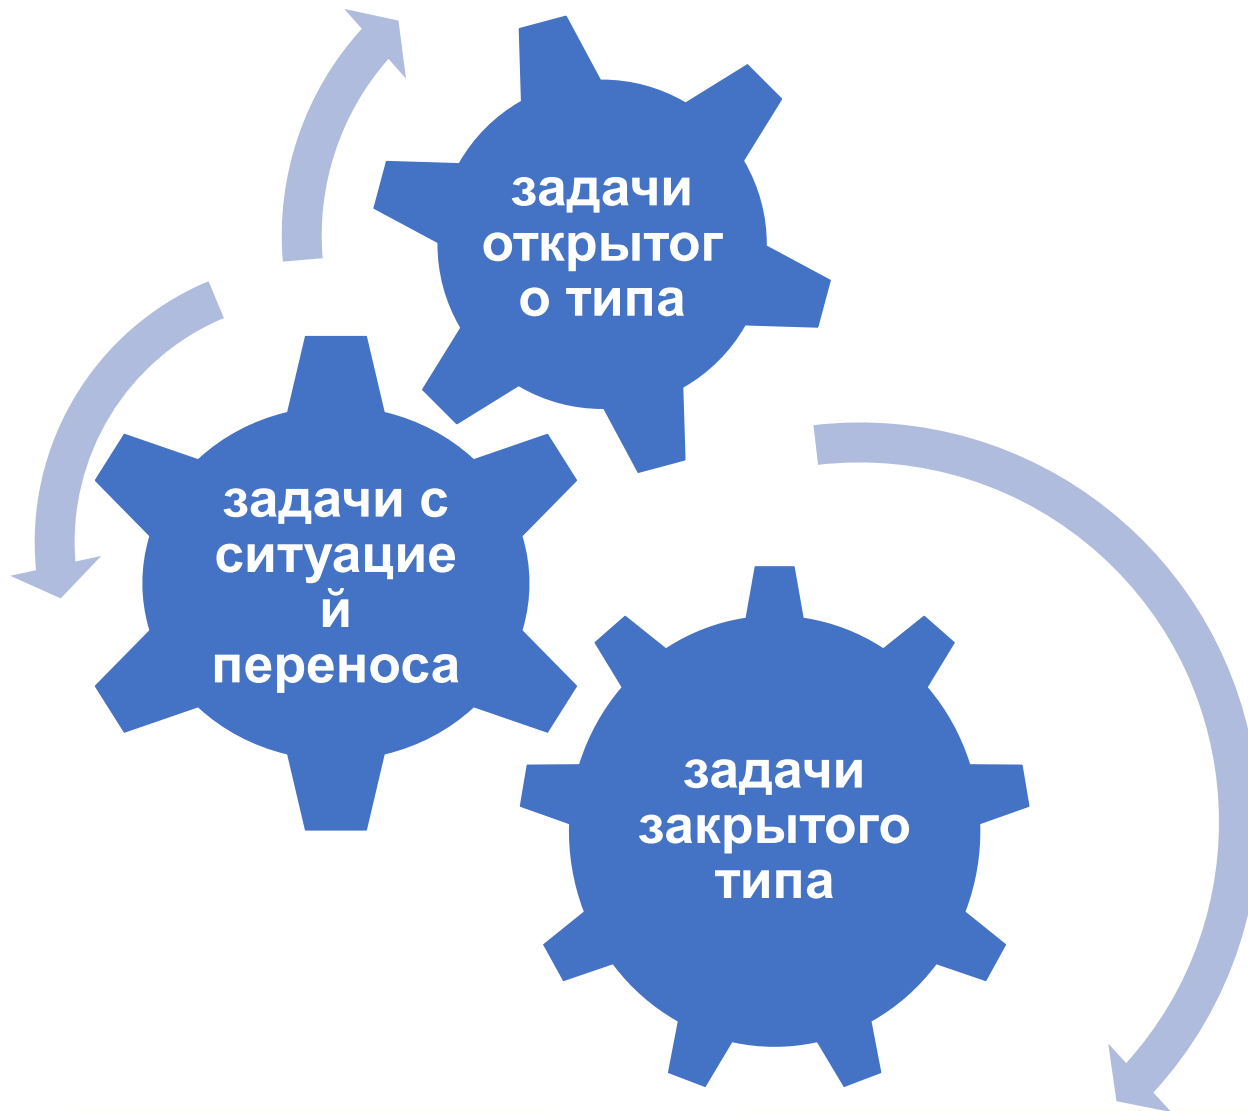 задачи
открытог
о типа
задачи с
ситуацие
й
переноса
задачи
закрытого
типа